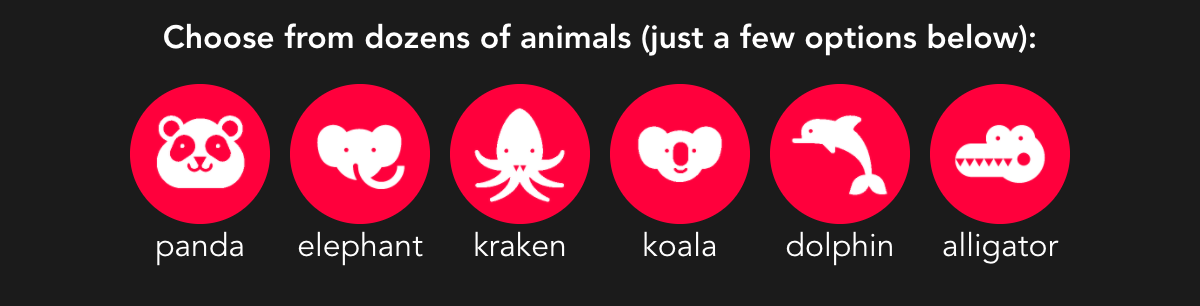 Choose from dozens of animals (just a few options below):
panda elephant kraken koala dolphin alligator